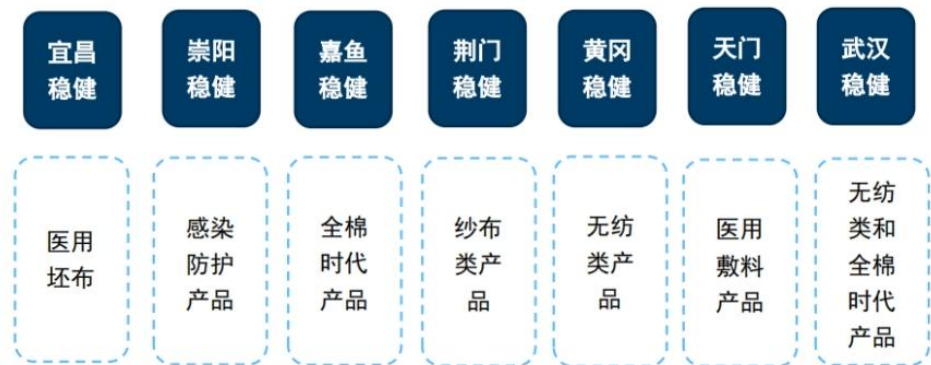 宜昌
稳健
崇阳
稳健
嘉鱼
稳健
荆门
稳健
黄冈
稳健
天门
稳健
武汉
稳健
医用
坯布
感染
防护
产品
全棉
时代
产品
纱布
类产
品
无纺
类产
品
医用
敷料
产品
无纺
类和
全棉
时代
产品